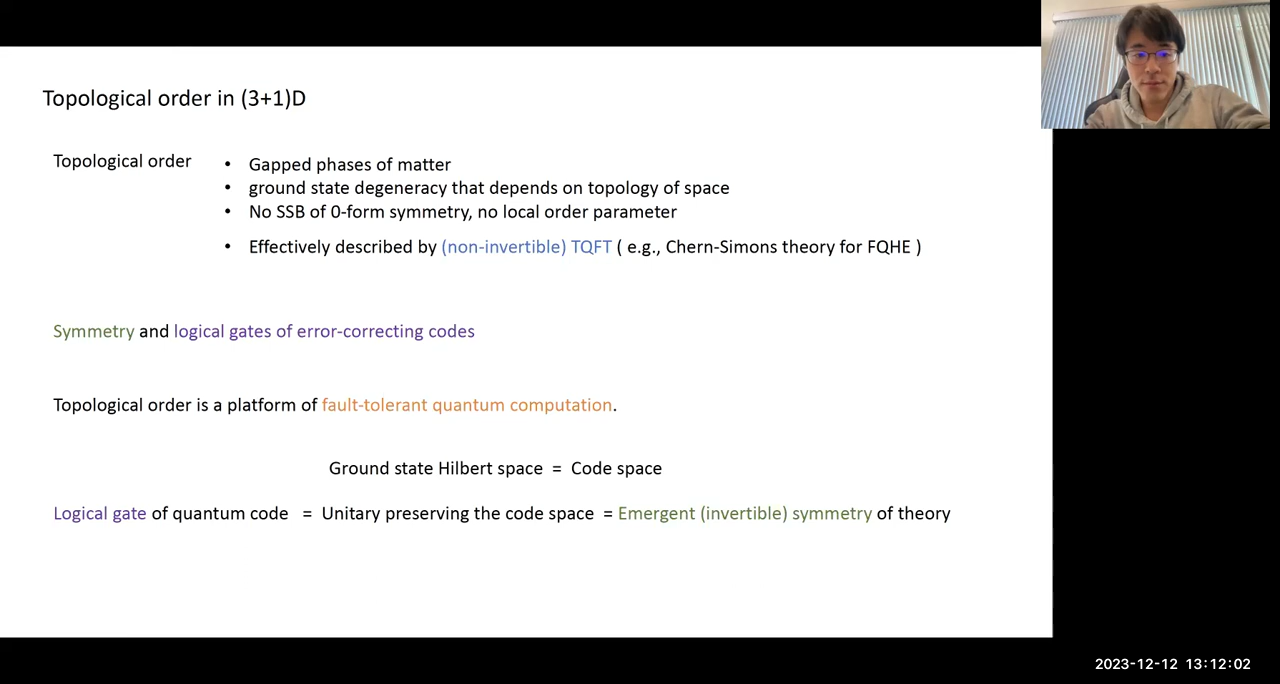 Topological order in (3+1)D
Topological order
• Gapped phases of matter
• ground state degeneracy that depends on topology of space
• No SSB of 0-form symmetry, no local order parameter
• Effectively described by (non-invertible) TQFT ( e.g., Chern-Simons theory for FQHE )
Symmetry and logical gates of error-correcting codes
Topological order is a platform of fault-tolerant quantum computation.
Ground state Hilbert space = Code space
Logical gate of quantum code = Unitary preserving the code space = Emergent (invertible) symmetry of theory
2023-12-12 13:12:02